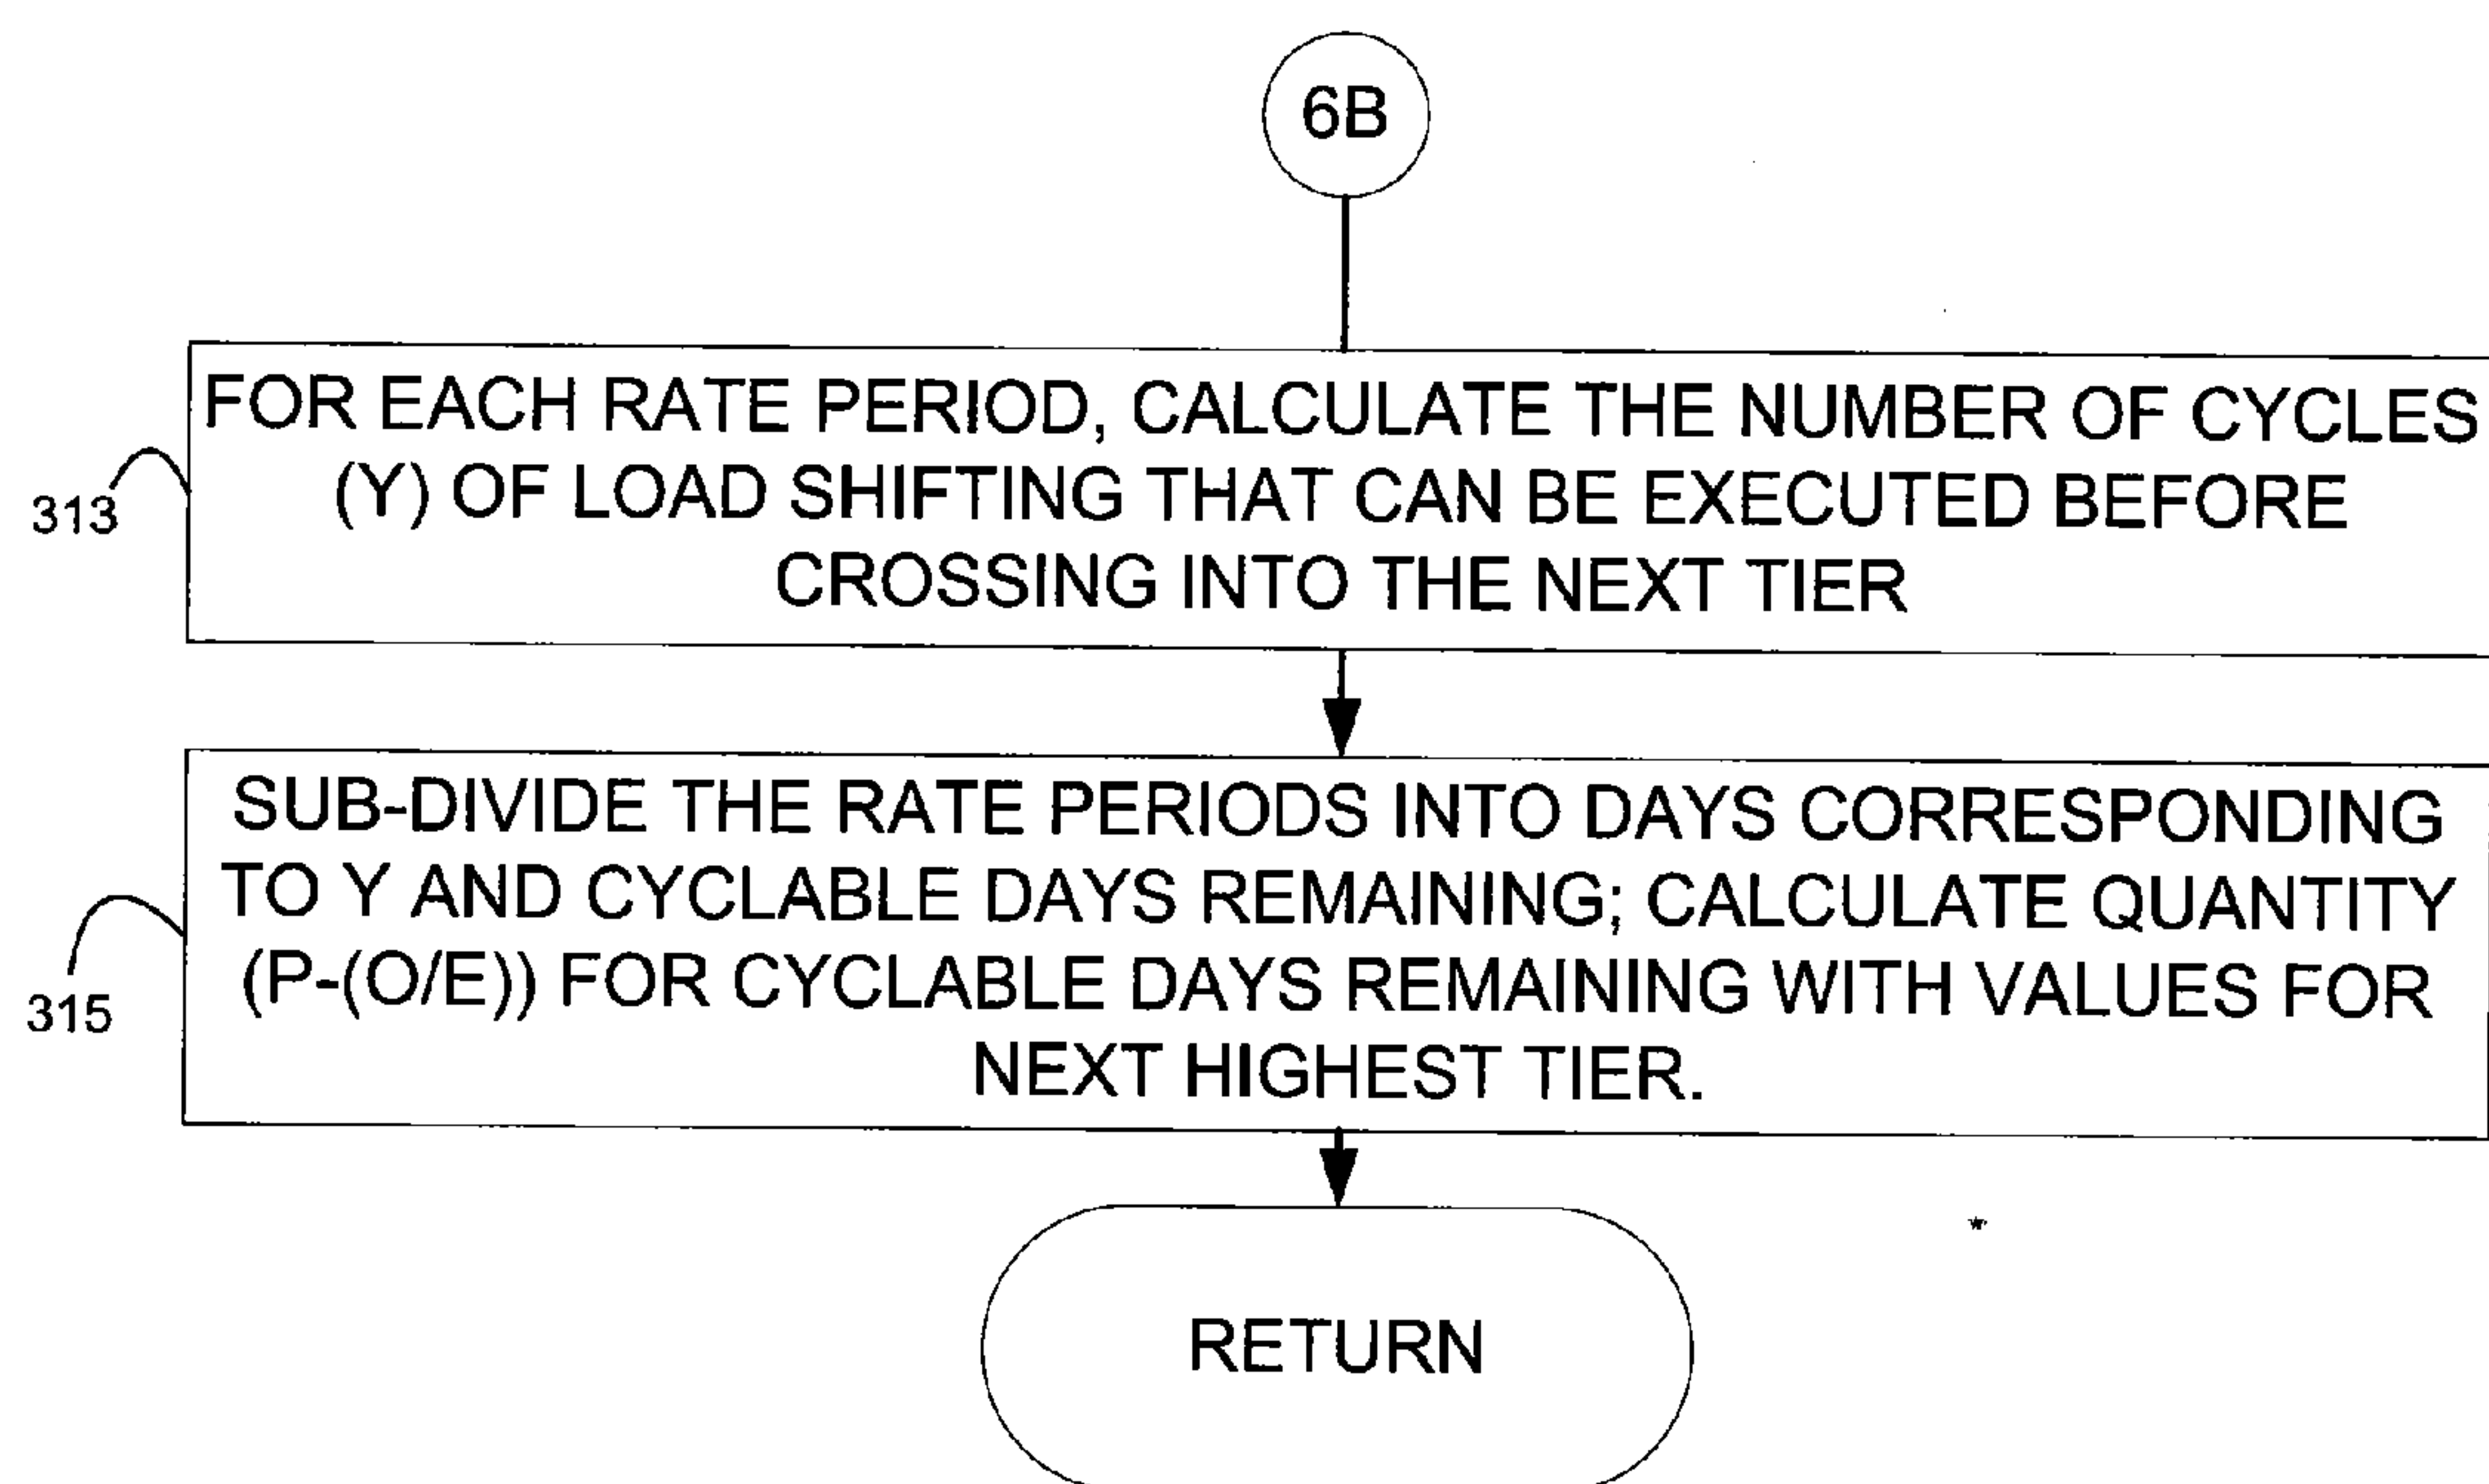 6B
FOR EACH RATE PERIOD, CALCULATE THE NUMBER OF CYCLES
(Y) OF LOAD SHIFTING THAT CAN BE EXECUTED BEFORE
CROSSING INTO THE NEXT TIER
313
SUB-DIVIDE THE RATE PERIODS INTO DAYS CORRESPONDING
TO Y AND CYCLABLE DAYS REMAINING; CALCULATE QUANTITY
(P-(O/E)) FOR CYCLABLE DAYS REMAINING WITH VALUES FOR
NEXT HIGHEST TIER.
315
RETURN